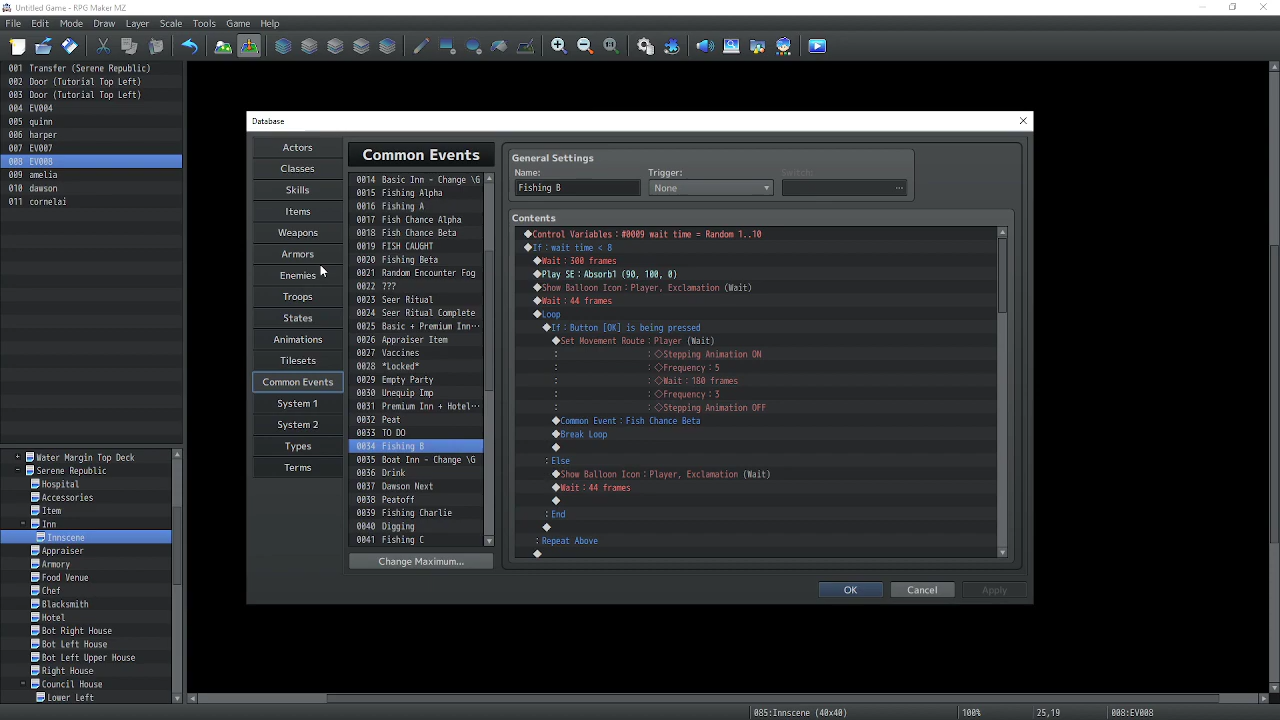 Untitled Game - RPG Maker MZ
File Edit Mode Draw Layer Scale Tools Game Help
001 Transfer (Serene Republic)
002 Door (Tutorial Top Left)
003 Door (Tutorial Top Left)
004 EV004
005 quinn
006 harper
007 EV007
008 EV008
009 amelia
010 dawson
011 cornelai
Water Margin Top Deck
Serene Republic
Hospital
Accessories
Item
Inn
Innscene
Appraiser
Armory
Food Venue
Chef
Blacksmith
Hotel
Bot Right House
Bot Left House
Bot Left Upper House
Right House
Council House
Lower Left
Database
Actors
Classes
Skills
Items
Weapons
Armors
Enemies
Troops
States
Animations
Tilesets
Common Events
System 1
System 2
Types
Terms
Common Events
0014 Basic Inn - Change \G
0015 Fishing Alpha
0016 Fishing A
0017 Fish Chance Alpha
0018 Fish Chance Beta
0019 FISH CAUGHT
0020 Fishing Beta
0021 Random Encounter Fog
0022 ???
0023 Seer Ritual
0024 Seer Ritual Complete
0025 Basic + Premium Inn…
0026 Appraiser Item
0027 Vaccines
0028 *Locked*
0029 Empty Party
0030 Unequip Imp
0031 Premium Inn + Hotel…
0032 Peat
0033 TO DO
0034 Fishing B
0035 Boat Inn - Change \G
0036 Drink
0037 Dawson Next
0038 Peatoff
0039 Fishing Charlie
0040 Digging
0041 Fishing C
Change Maximum...
General Settings
Name: Trigger: Switch:
Fishing B None ...
Contents
◆Control Variables：#0009 wait time = Random 1..10
◆If：wait time < 8
◆Wait：300 frames
◆Play SE：Absorb1 (90, 100, 0)
◆Show Balloon Icon：Player, Exclamation (Wait)
◆Wait：44 frames
◆Loop
◆If：Button [OK] is being pressed
◆Set Movement Route：Player (Wait)
： ：◇Stepping Animation ON
： ：◇Frequency：5
： ：◇Wait：180 frames
： ：◇Frequency：3
： ：◇Stepping Animation OFF
◆Common Event：Fish Chance Beta
◆Break Loop
◆
：Else
◆Show Balloon Icon：Player, Exclamation (Wait)
◆Wait：44 frames
◆
：End
◆
：Repeat Above
◆
OK Cancel Apply
085:Innscene (40x40) 100% 25,19 008:EV008